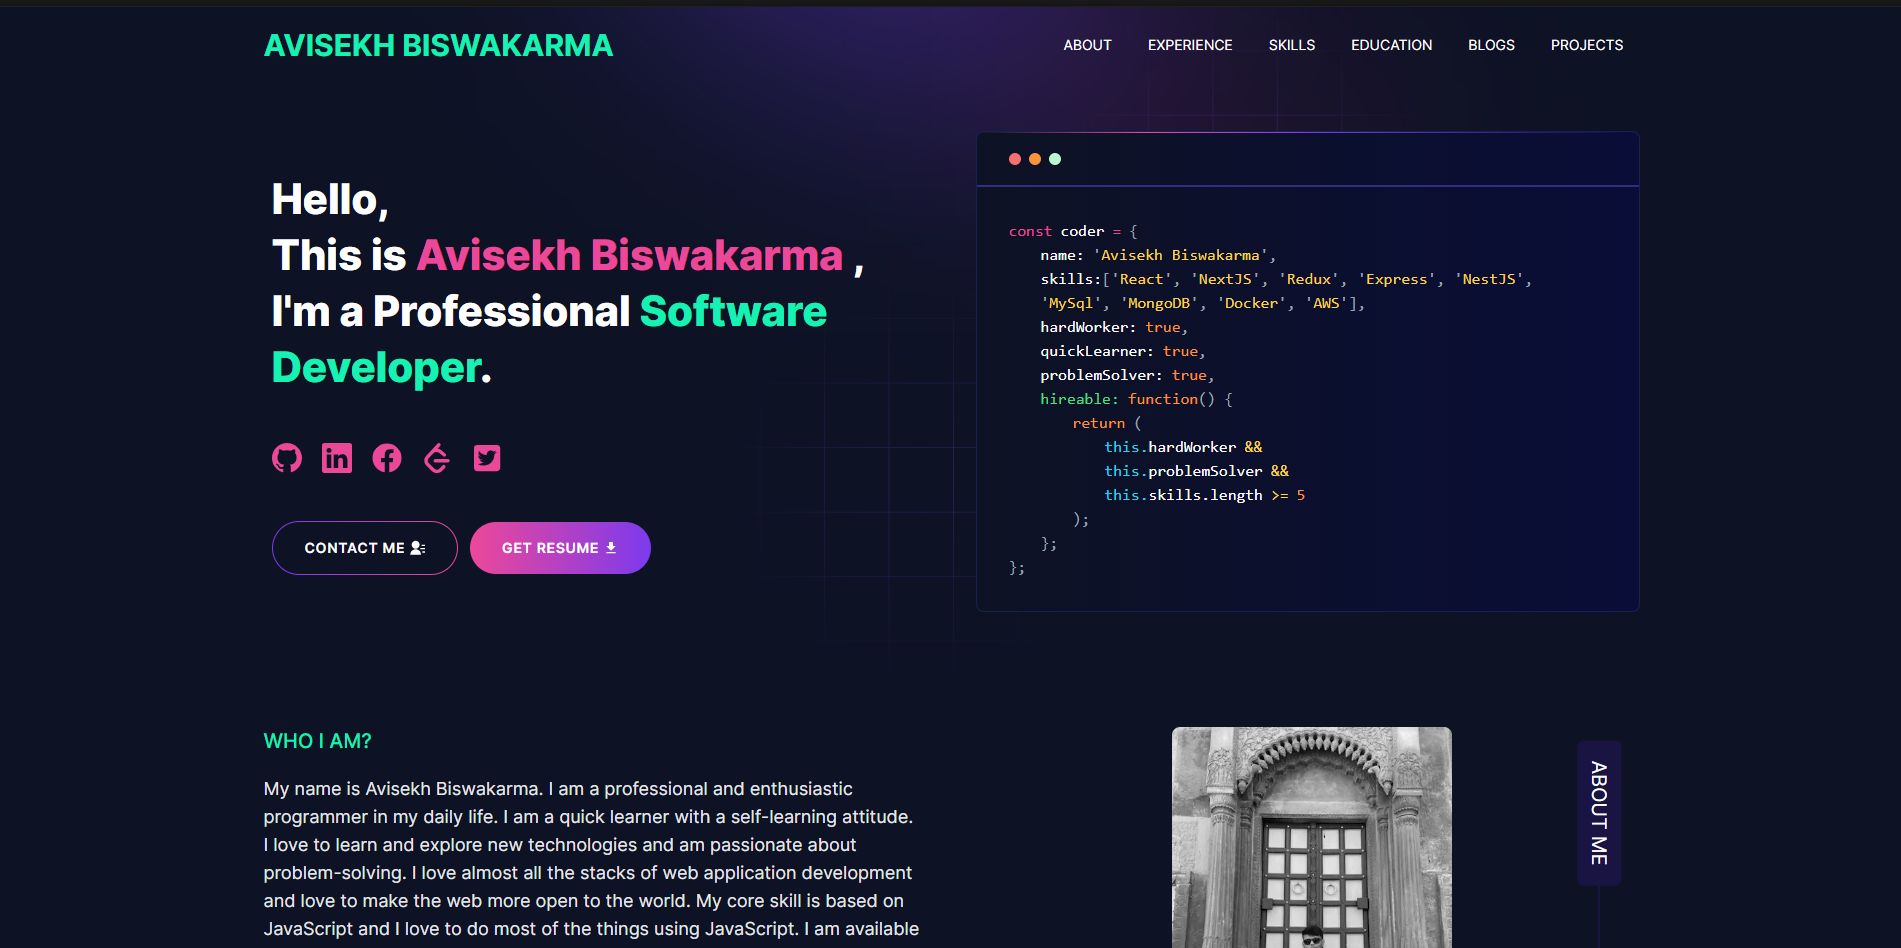 AVISEKH BISWAKARMA
ABOUT EXPERIENCE SKILLS EDUCATION BLOGS PROJECTS
Hello,
This is Avisekh Biswakarma ,
I'm a Professional Software
Developer.
CONTACT ME
GET RESUME
const coder = {
name: 'Avisekh Biswakarma',
skills:['React', 'NextJS', 'Redux', 'Express', 'NestJS',
'MySql', 'MongoDB', 'Docker', 'AWS'],
hardWorker: true,
quickLearner: true,
problemSolver: true,
hireable: function() {
return (
this.hardWorker &&
this.problemSolver &&
this.skills.length >= 5
);
};
};
WHO I AM?
My name is Avisekh Biswakarma. I am a professional and enthusiastic
programmer in my daily life. I am a quick learner with a self-learning attitude.
I love to learn and explore new technologies and am passionate about
problem-solving. I love almost all the stacks of web application development
and love to make the web more open to the world. My core skill is based on
JavaScript and I love to do most of the things using JavaScript. I am available
ABOUT ME